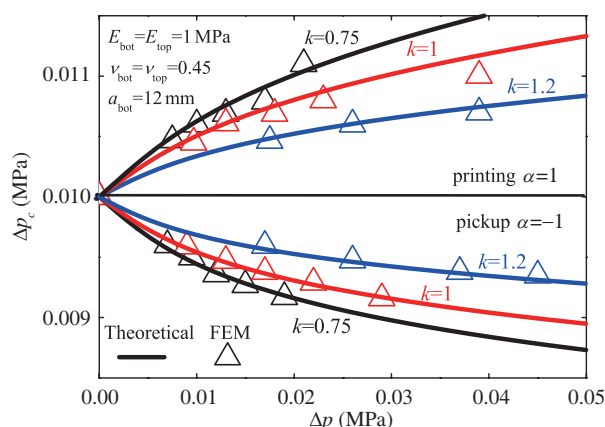 E_bot=E_top=1 MPa
ν_bot=ν_top=0.45
a_bot=12 mm
k=0.75
k=1
k=1.2
printing α=1
pickup α=−1
k=1.2
k=1
k=0.75
Theoretical
FEM
0.011
0.010
0.009
Δp_c (MPa)
0.00
0.01
0.02
0.03
0.04
0.05
Δp (MPa)